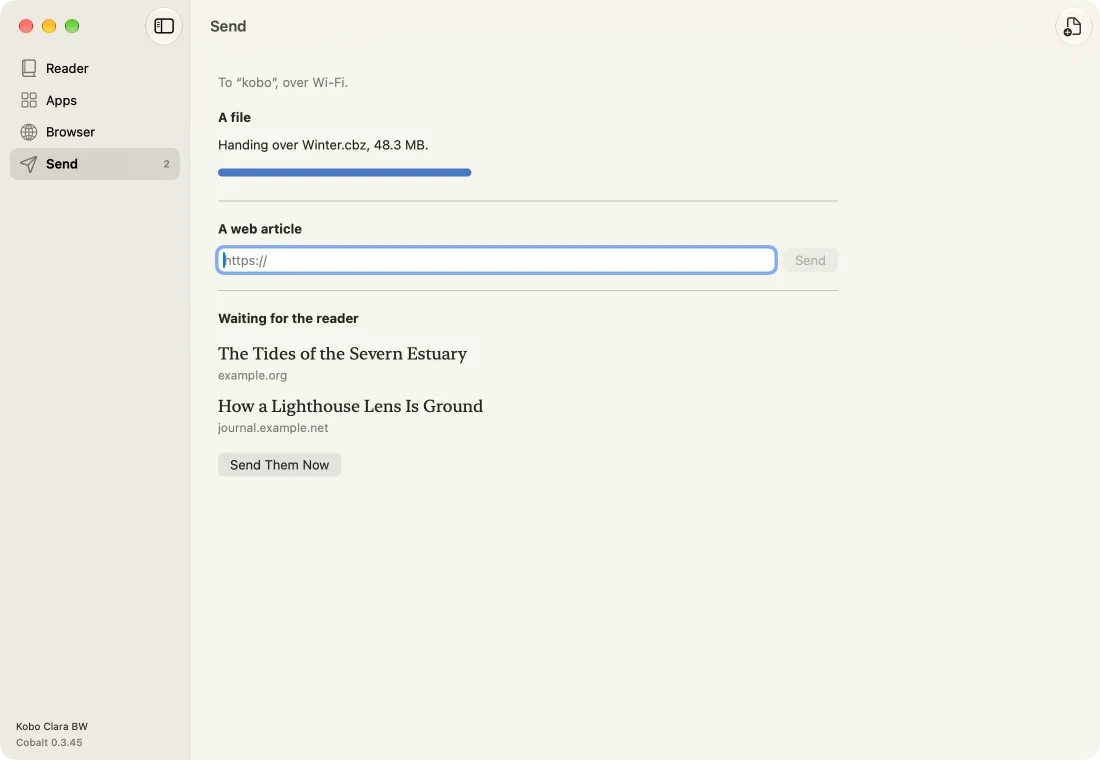 Send
Reader
Apps
Browser
Send 2
To “kobo”, over Wi-Fi.
A file
Handing over Winter.cbz, 48.3 MB.
A web article
https:// Send
Waiting for the reader
The Tides of the Severn Estuary
example.org
How a Lighthouse Lens Is Ground
journal.example.net
Send Them Now
Kobo Clara BW
Cobalt 0.3.45